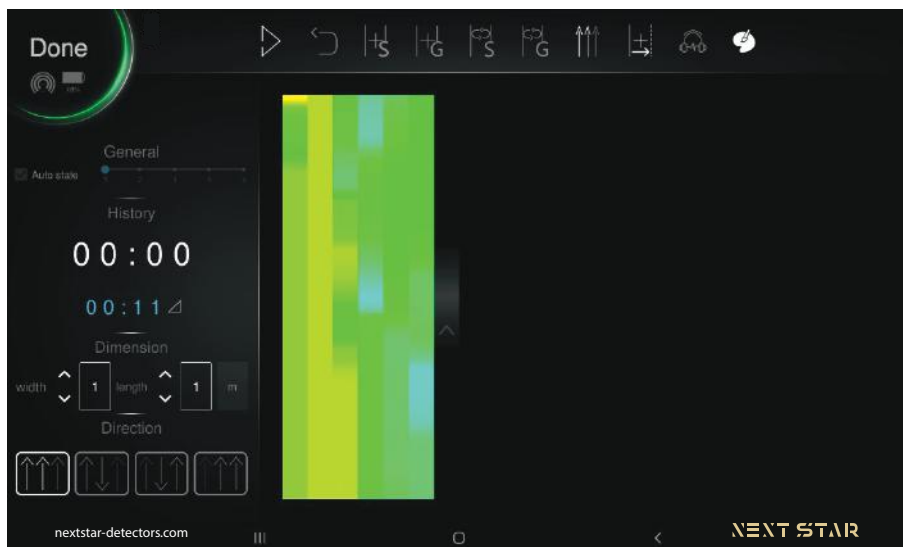 Done
S
G
S
G
General
Auto stale
History
00:00
00:11
Dimension
width 1 length 1 m
Direction
nextstar-detectors.com
NEXT STAR